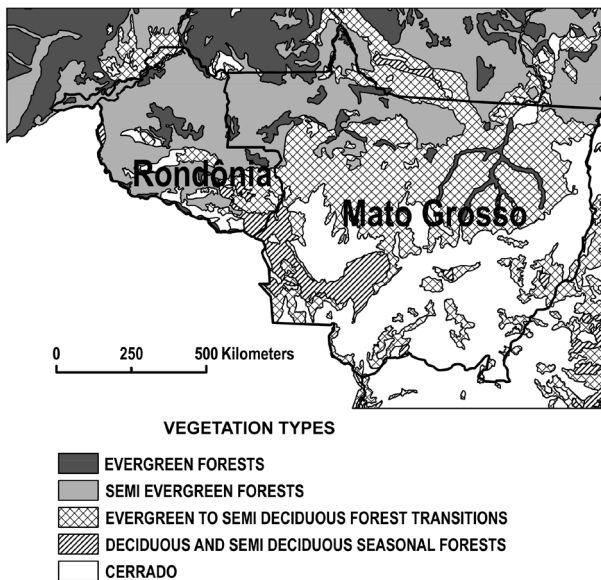 Rondônia
Mato Grosso
0 250 500 Kilometers
VEGETATION TYPES
EVERGREEN FORESTS
SEMI EVERGREEN FORESTS
EVERGREEN TO SEMI DECIDUOUS FOREST TRANSITIONS
DECIDUOUS AND SEMI DECIDUOUS SEASONAL FORESTS
CERRADO